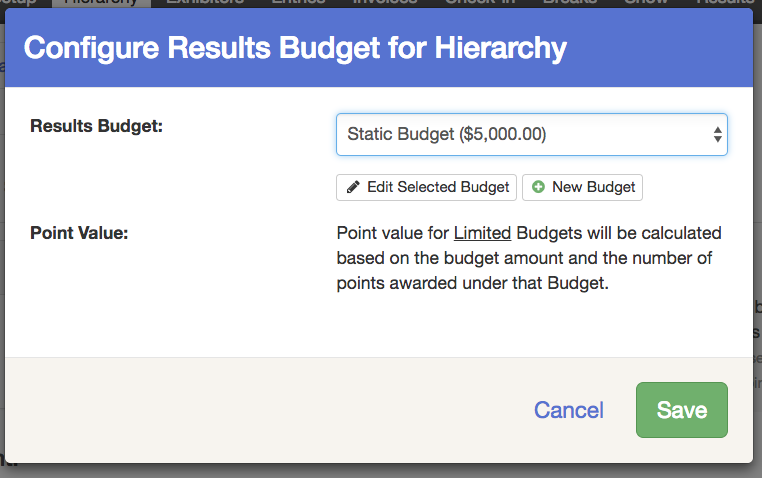 Hierarchy
Configure Results Budget for Hierarchy
Results Budget:
Static Budget ($5,000.00)
Edit Selected Budget
New Budget
Point Value:
Point value for Limited Budgets will be calculated
based on the budget amount and the number of
points awarded under that Budget.
Cancel
Save